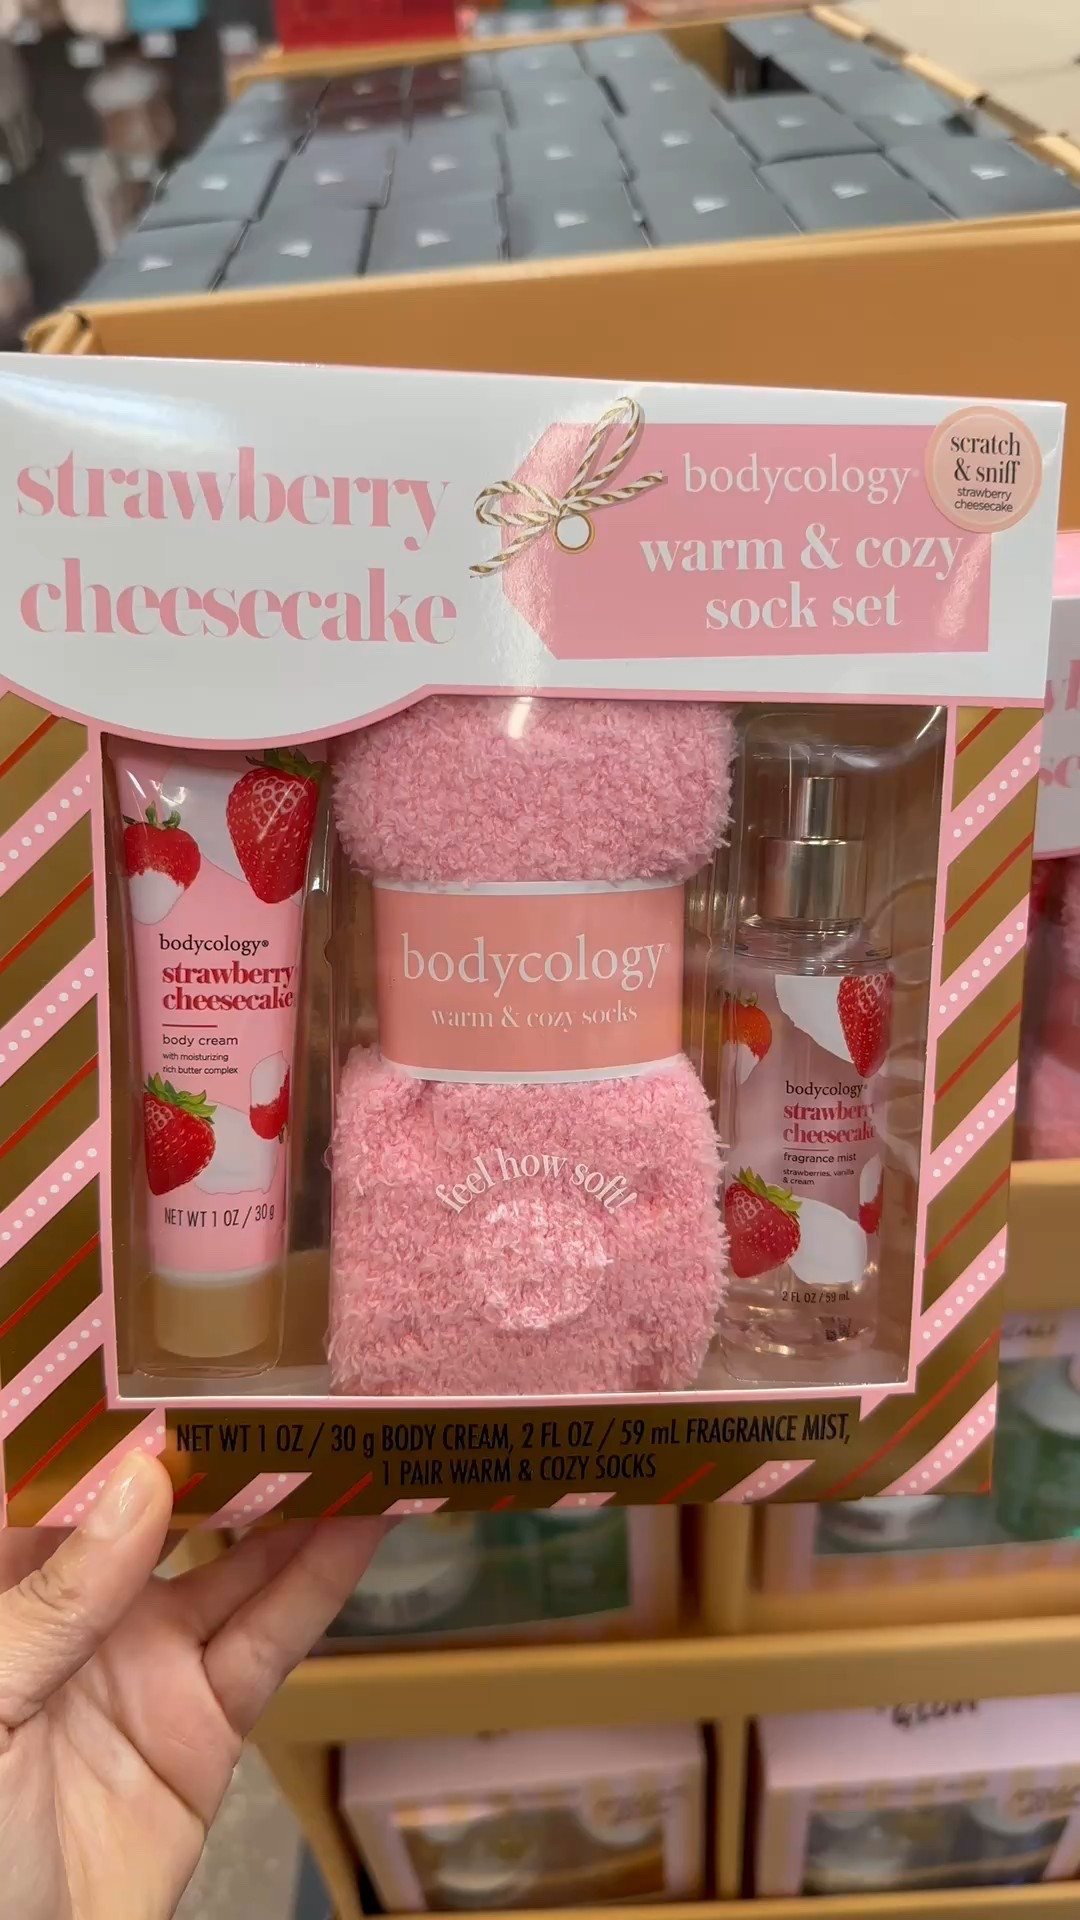 strawberry
cheesecake
bodycology®
warm & cozy
sock set
scratch
& sniff
strawberry
cheesecake
bodycology®
strawberry
cheesecake
body cream
with moisturizing
rich butter complex
NET WT 1 OZ / 30 g
bodycology®
warm & cozy socks
feel how soft!
bodycology®
strawberry
cheesecake
fragrance mist
strawberries, vanilla
& cream
2 FL OZ / 59 mL
NET WT 1 OZ / 30 g BODY CREAM, 2 FL OZ / 59 mL FRAGRANCE MIST,
1 PAIR WARM & COZY SOCKS